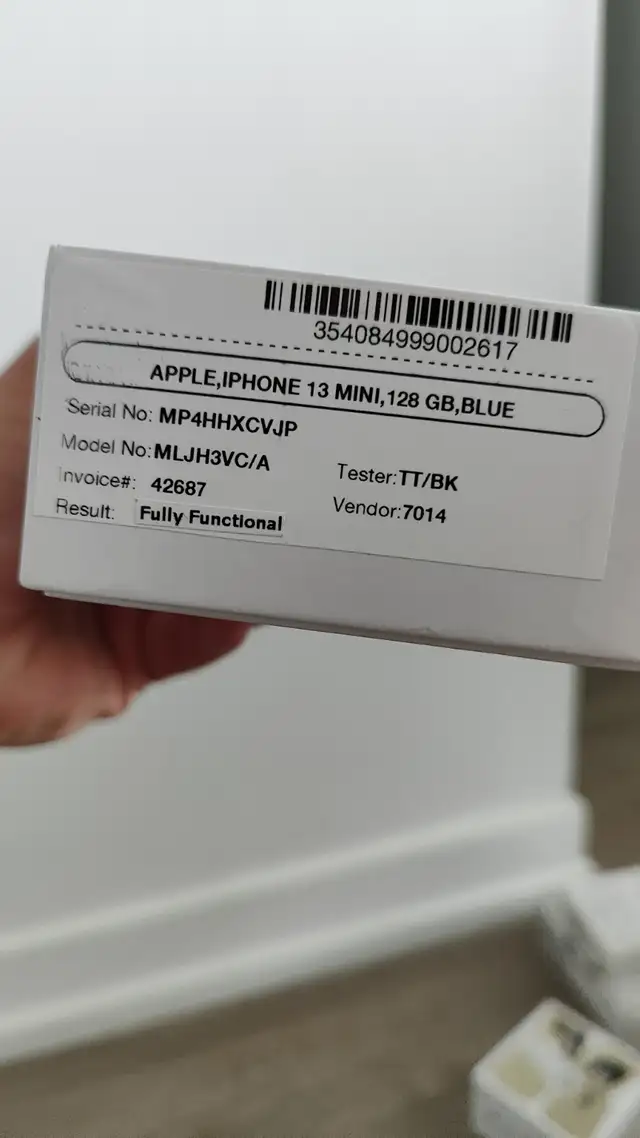 354084999002617
APPLE,IPHONE 13 MINI,128 GB,BLUE
Serial No: MP4HHXCVJP
Model No:MLJH3VC/A
Invoice#: 42687
Result: Fully Functional
Tester:TT/BK
Vendor:7014